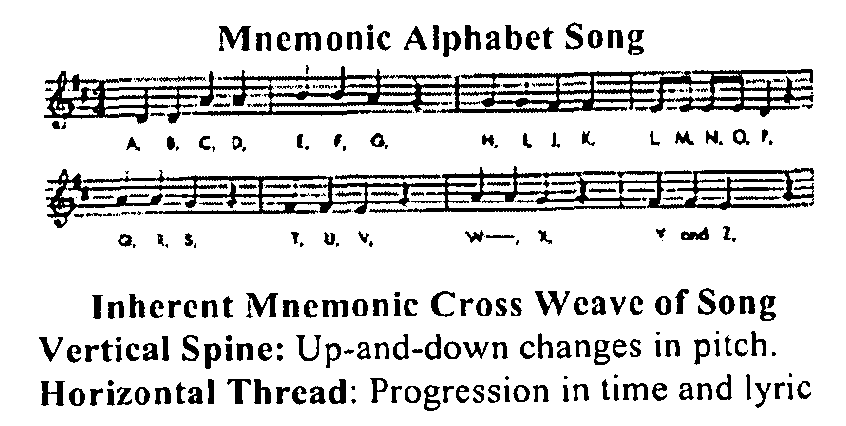 Mnemonic Alphabet Song
A, B, C, D, E, F, G, H, I, J, K, L, M, N, O, P,
Q, R, S, T, U, V, W—, X, Y and Z,
Inherent Mnemonic Cross Weave of Song
Vertical Spine: Up-and-down changes in pitch.
Horizontal Thread: Progression in time and lyric